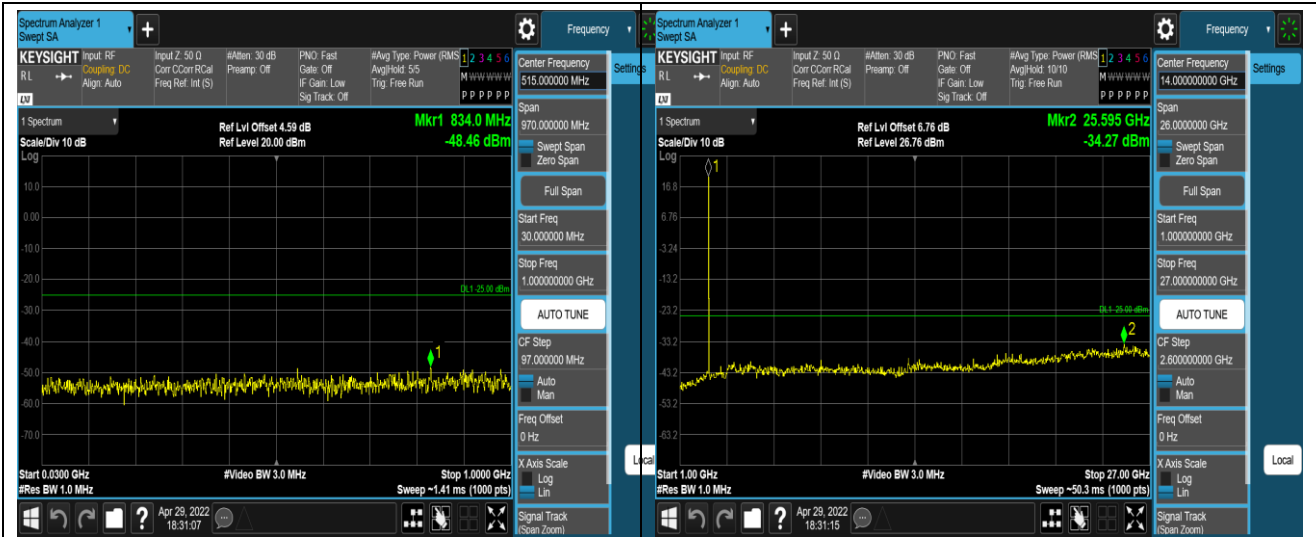 Spectrum Analyzer 1
Swept SA
+
Frequency
KEYSIGHT
RL
LXI
Input: RF
Coupling: DC
Align: Auto
Input Z: 50 Ω
Corr CCorr RCal
Freq Ref: Int (S)
#Atten: 30 dB
Preamp: Off
PNO: Fast
Gate: Off
IF Gain: Low
Sig Track: Off
#Avg Type: Power (RMS
Avg|Hold: 5/5
Trig: Free Run
1 2 3 4 5 6
M W W W W W
P P P P P P
Center Frequency
515.000000 MHz
Settings
1 Spectrum
Scale/Div 10 dB
Log
Ref Lvl Offset 4.59 dB
Ref Level 20.00 dBm
Mkr1 834.0 MHz
-48.46 dBm
Span
970.000000 MHz
Swept Span
Zero Span
Full Span
Start Freq
30.000000 MHz
Stop Freq
1.000000000 GHz
AUTO TUNE
CF Step
97.000000 MHz
Auto
Man
Freq Offset
0 Hz
X Axis Scale
Log
Lin
Signal Track
(Span Zoom)
Local
10.0
0.00
-10.0
-20.0
-30.0
-40.0
-50.0
-60.0
-70.0
DL1 -25.00 dBm
1
Start 0.0300 GHz
#Res BW 1.0 MHz
#Video BW 3.0 MHz
Stop 1.0000 GHz
Sweep ~1.41 ms (1000 pts)
?
Apr 29, 2022
18:31:07
Spectrum Analyzer 1
Swept SA
+
Frequency
KEYSIGHT
RL
LXI
Input: RF
Coupling: DC
Align: Auto
Input Z: 50 Ω
Corr CCorr RCal
Freq Ref: Int (S)
#Atten: 30 dB
Preamp: Off
PNO: Fast
Gate: Off
IF Gain: Low
Sig Track: Off
#Avg Type: Power (RMS
Avg|Hold: 10/10
Trig: Free Run
1 2 3 4 5 6
M W W W W W
P P P P P P
Center Frequency
14.000000000 GHz
Settings
1 Spectrum
Scale/Div 10 dB
Log
Ref Lvl Offset 6.76 dB
Ref Level 26.76 dBm
Mkr2 25.595 GHz
-34.27 dBm
Span
26.0000000 GHz
Swept Span
Zero Span
Full Span
Start Freq
1.000000000 GHz
Stop Freq
27.000000000 GHz
AUTO TUNE
CF Step
2.600000000 GHz
Auto
Man
Freq Offset
0 Hz
X Axis Scale
Log
Lin
Signal Track
(Span Zoom)
Local
16.8
6.76
-3.24
-13.2
-23.2
-33.2
-43.2
-53.2
-63.2
1
DL1 -25.00 dBm
2
Start 1.00 GHz
#Res BW 1.0 MHz
#Video BW 3.0 MHz
Stop 27.00 GHz
Sweep ~50.3 ms (1000 pts)
?
Apr 29, 2022
18:31:15